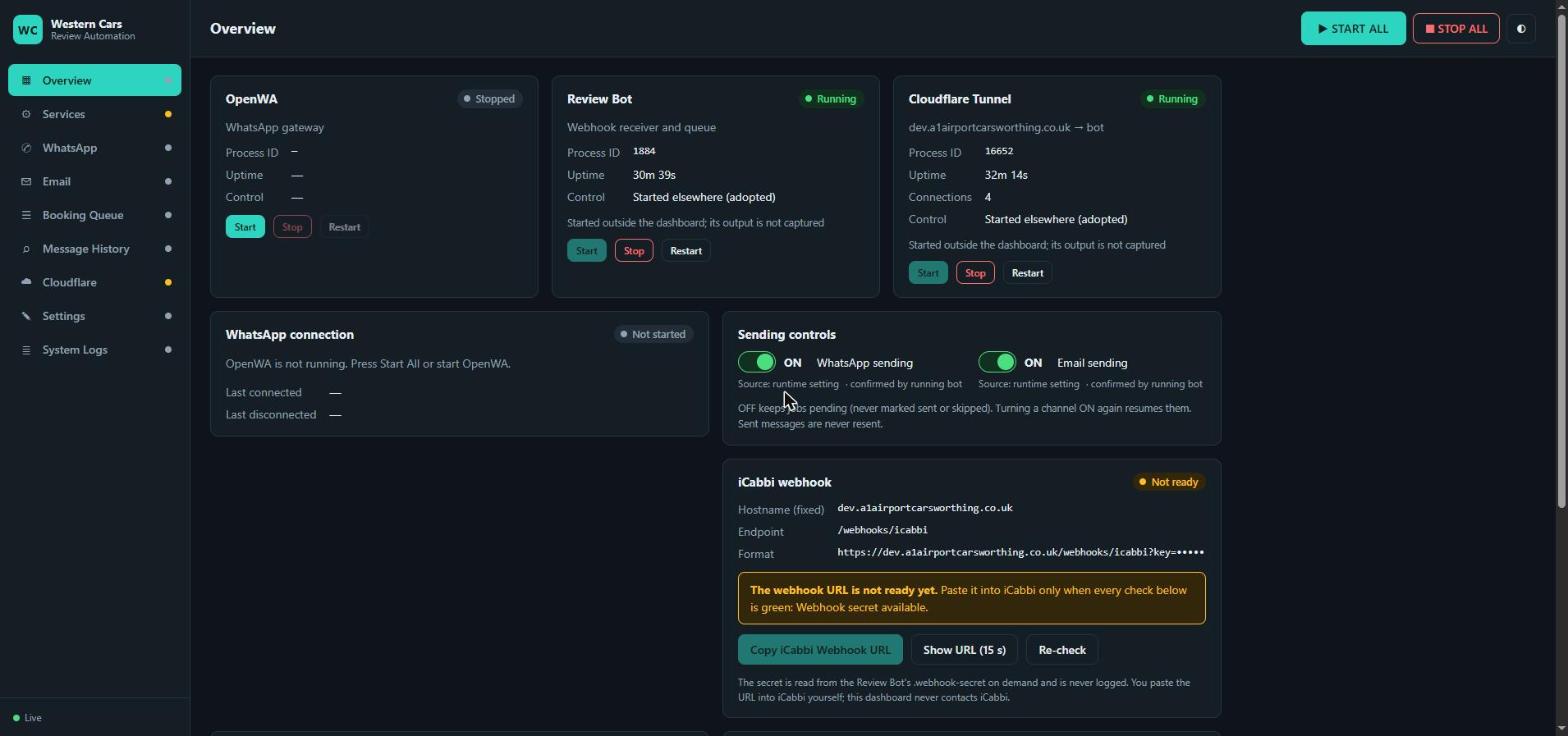 WC
Western Cars
Review Automation
Overview
Services
WhatsApp
Email
Booking Queue
Message History
Cloudflare
Settings
System Logs
Live
Overview
START ALL
STOP ALL
OpenWA
Stopped
WhatsApp gateway
Process ID –
Uptime —
Control —
Start Stop Restart
Review Bot
Running
Webhook receiver and queue
Process ID 1884
Uptime 30m 39s
Control Started elsewhere (adopted)
Started outside the dashboard; its output is not captured
Start Stop Restart
Cloudflare Tunnel
Running
dev.a1airportcarsworthing.co.uk → bot
Process ID 16652
Uptime 32m 14s
Connections 4
Control Started elsewhere (adopted)
Started outside the dashboard; its output is not captured
Start Stop Restart
WhatsApp connection
Not started
OpenWA is not running. Press Start All or start OpenWA.
Last connected —
Last disconnected —
Sending controls
ON WhatsApp sending
Source: runtime setting · confirmed by running bot
ON Email sending
Source: runtime setting · confirmed by running bot
OFF keeps jobs pending (never marked sent or skipped). Turning a channel ON again resumes them.
Sent messages are never resent.
iCabbi webhook
Not ready
Hostname (fixed) dev.a1airportcarsworthing.co.uk
Endpoint /webhooks/icabbi
Format https://dev.a1airportcarsworthing.co.uk/webhooks/icabbi?key=•••••
The webhook URL is not ready yet. Paste it into iCabbi only when every check below
is green: Webhook secret available.
Copy iCabbi Webhook URL
Show URL (15 s)
Re-check
The secret is read from the Review Bot's .webhook-secret on demand and is never logged. You paste the
URL into iCabbi yourself; this dashboard never contacts iCabbi.